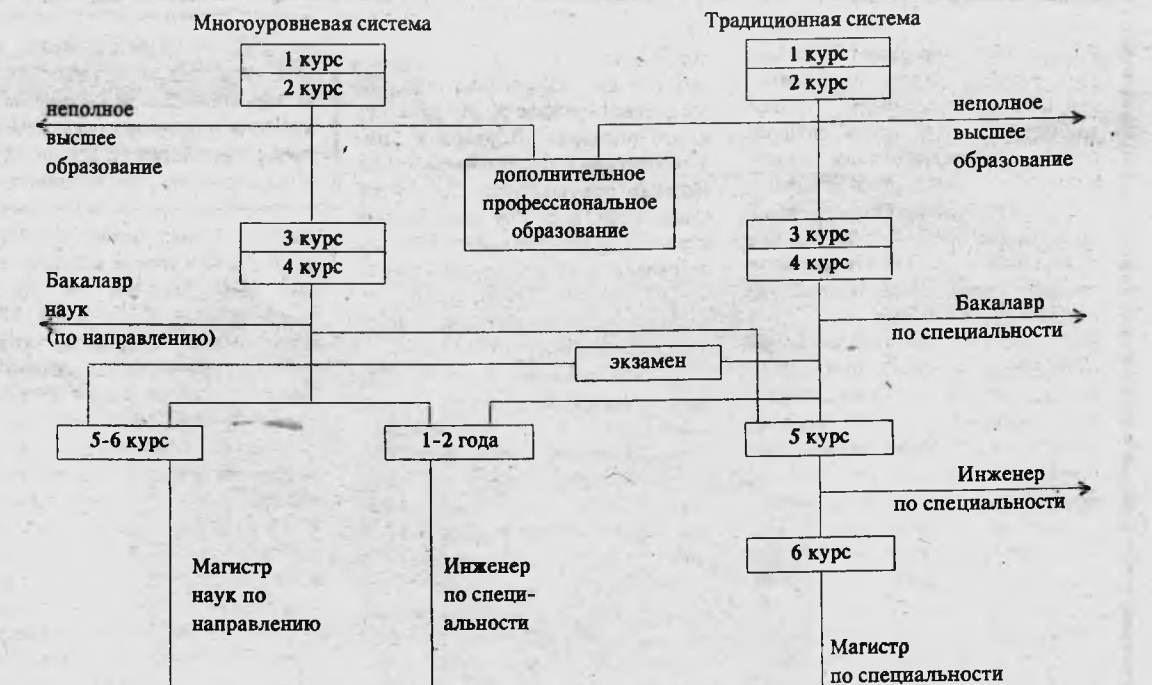 Многоуровневая система
1 курс
2 курс
неполное
высшее
образование
дополнительное
профессиональное
образование
3 курс
4 курс
Бакалавр
наук
(по направлению)
экзамен
5-6 курс
1-2 года
Магистр
наук по
направлению
Инженер
по специ-
альности
Традиционная система
1 курс
2 курс
неполное
высшее
образование
3 курс
4 курс
Бакалавр
по специальности
5 курс
Инженер
по специальности
6 курс
Магистр
по специальности